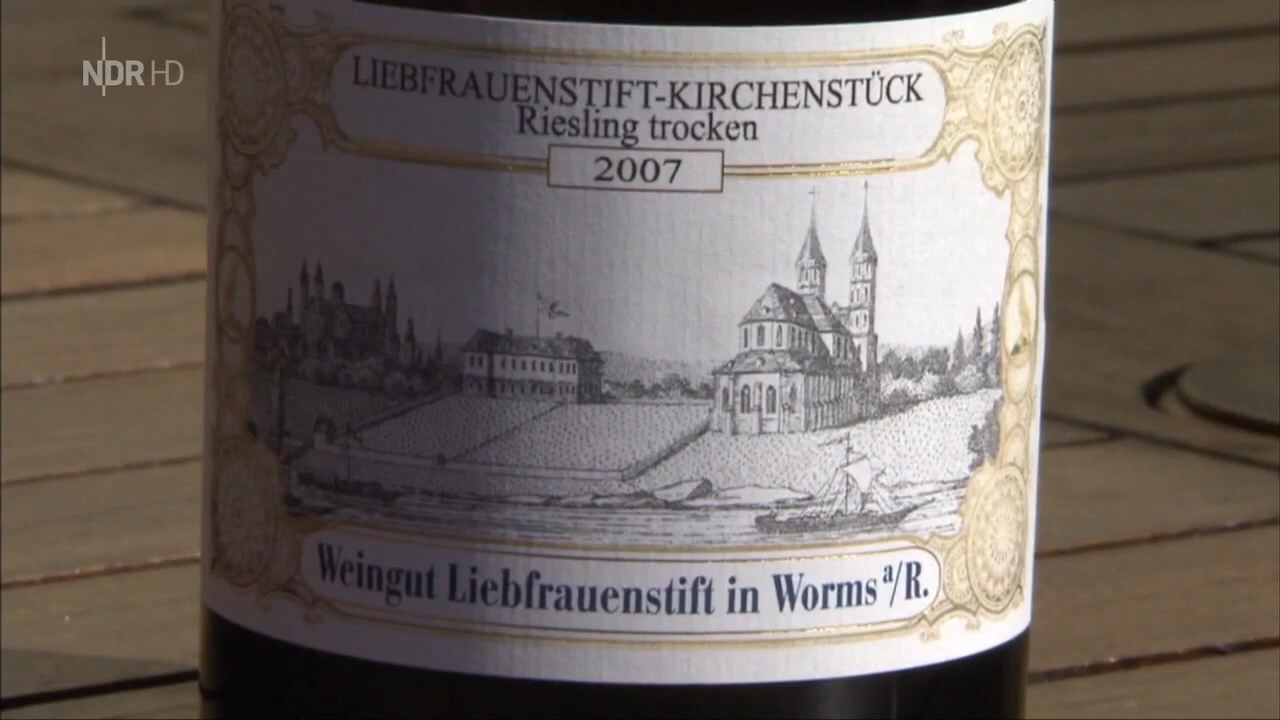 NDR HD
LIEBFRAUENSTIFT-KIRCHENSTÜCK
Riesling trocken
2007
Weingut Liebfrauenstift in Worms a/R.